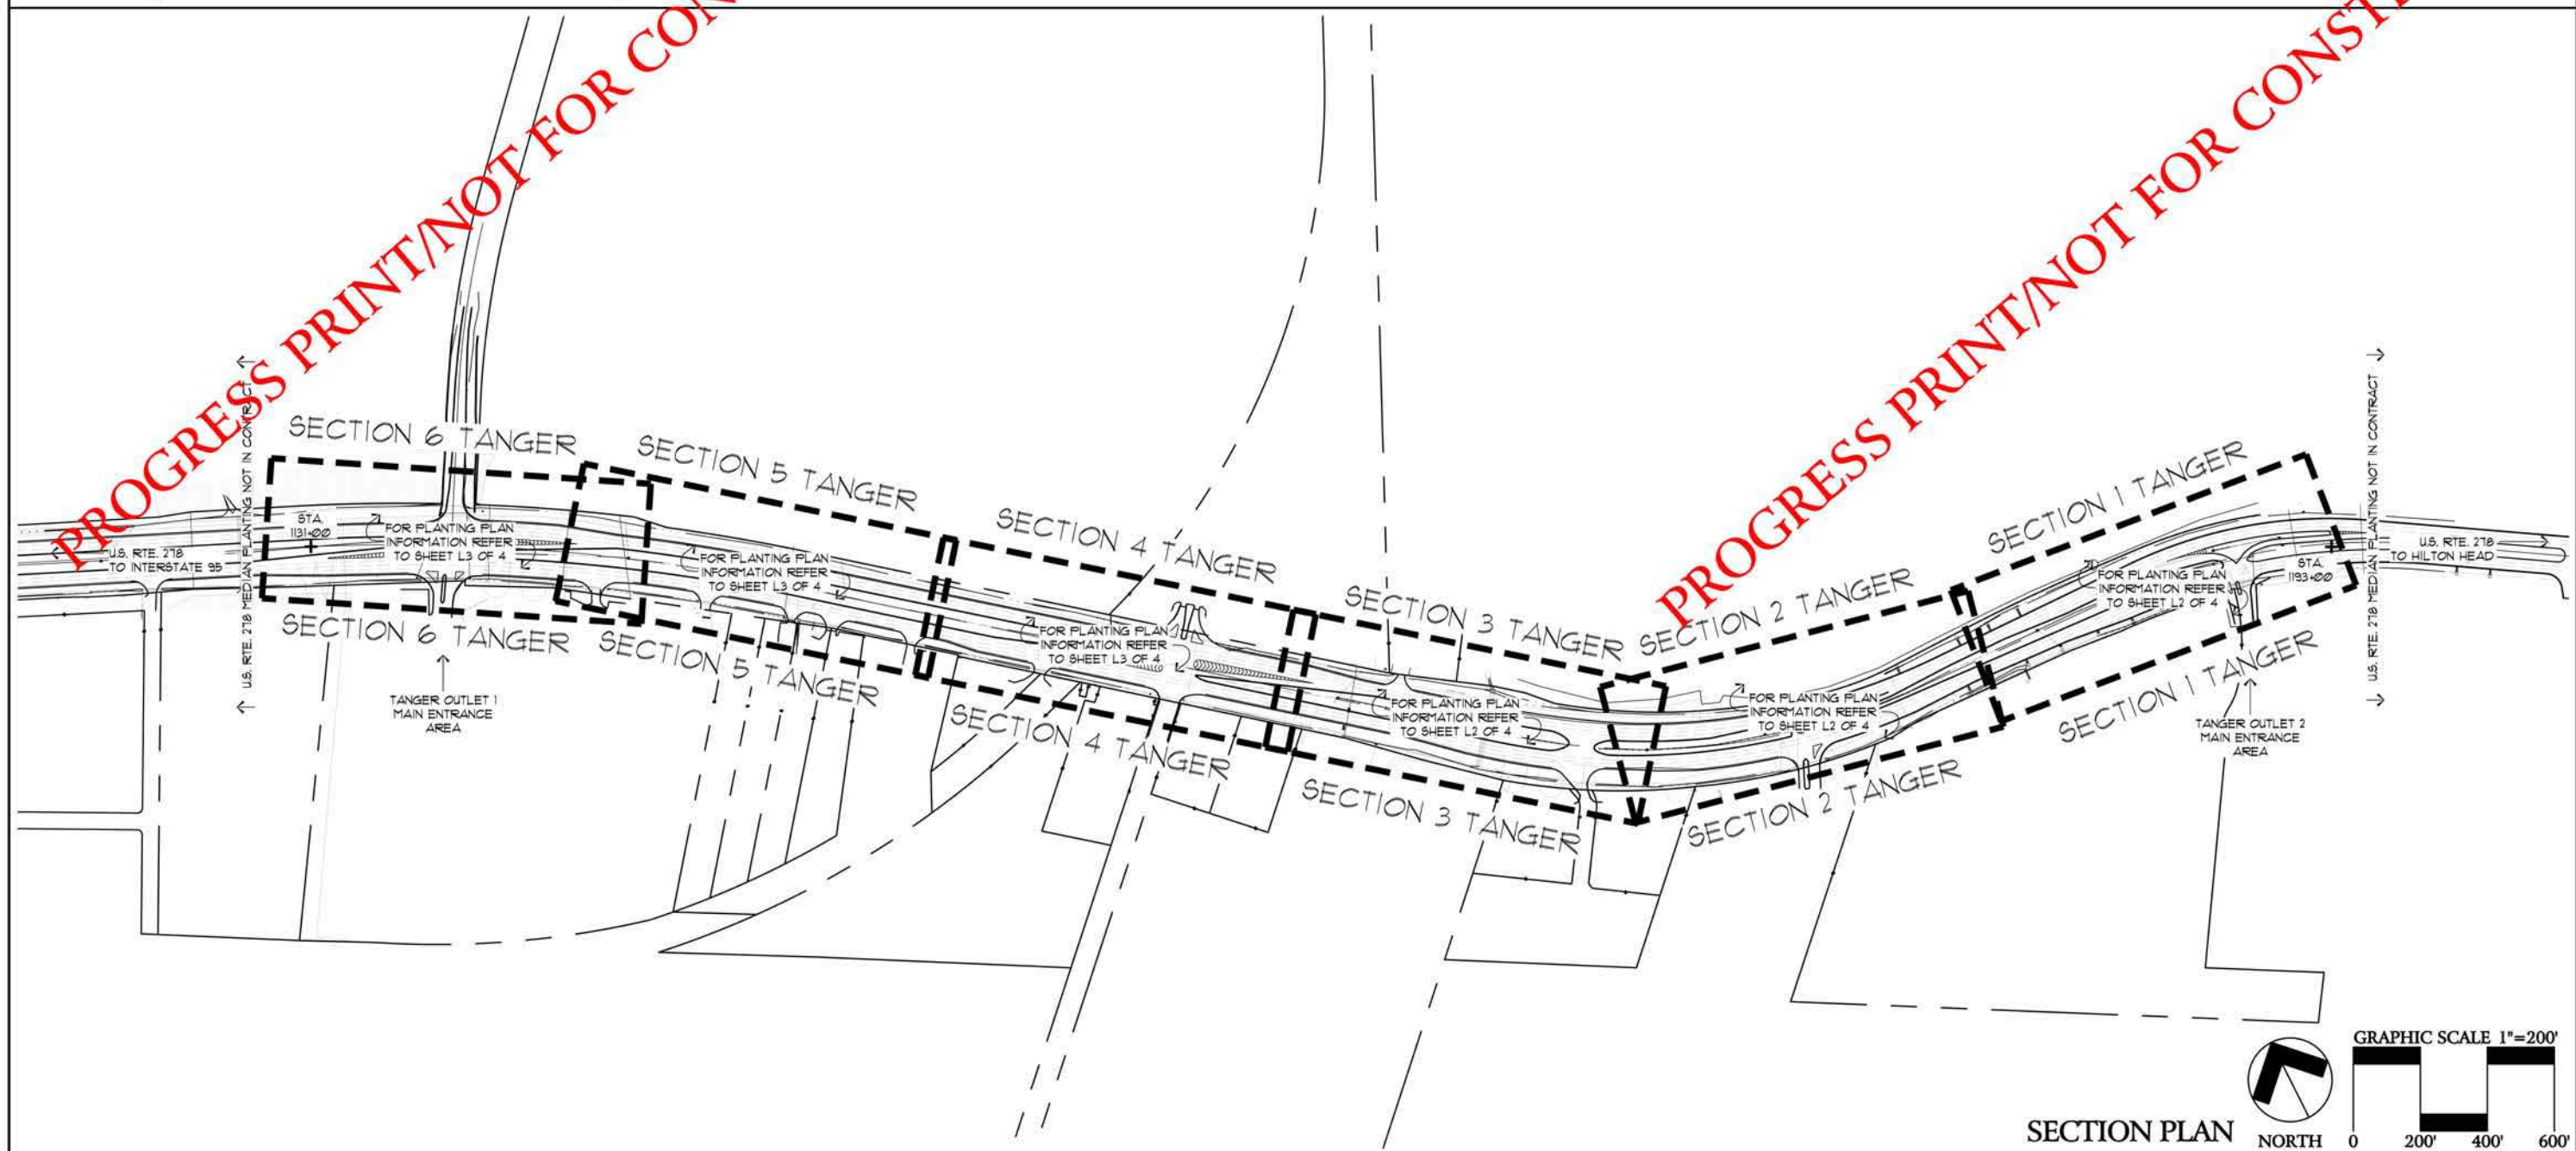 PROGRESS PRINT/NOT FOR CON
PROGRESS PRINT/NOT FOR CONST
U.S. RTE. 278 MEDIAN PLANTING NOT IN CONTRACT
U.S. RTE. 278
TO INTERSTATE 95
SECTION 6 TANGER
STA.
1131+00
FOR PLANTING PLAN
INFORMATION REFER
TO SHEET L3 OF 4
SECTION 6 TANGER
TANGER OUTLET 1
MAIN ENTRANCE
AREA
SECTION 5 TANGER
FOR PLANTING PLAN
INFORMATION REFER
TO SHEET L3 OF 4
SECTION 5 TANGER
SECTION 4 TANGER
FOR PLANTING PLAN
INFORMATION REFER
TO SHEET L3 OF 4
SECTION 4 TANGER
SECTION 3 TANGER
FOR PLANTING PLAN
INFORMATION REFER
TO SHEET L2 OF 4
SECTION 3 TANGER
SECTION 2 TANGER
FOR PLANTING PLAN
INFORMATION REFER
TO SHEET L2 OF 4
SECTION 2 TANGER
SECTION 1 TANGER
FOR PLANTING PLAN
INFORMATION REFER
TO SHEET L2 OF 4
STA.
1193+00
SECTION 1 TANGER
TANGER OUTLET 2
MAIN ENTRANCE
AREA
U.S. RTE. 278 MEDIAN PLANTING NOT IN CONTRACT
U.S. RTE. 278
TO HILTON HEAD
SECTION PLAN
NORTH
GRAPHIC SCALE 1"=200'
0 200' 400' 600'